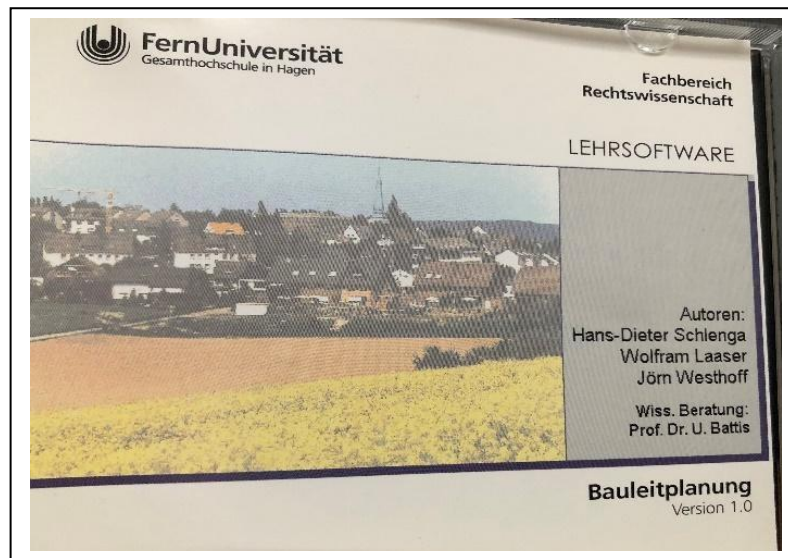 FernUniversität
Gesamthochschule in Hagen
Fachbereich
Rechtswissenschaft
LEHRSOFTWARE
Autoren:
Hans-Dieter Schlenga
Wolfram Laaser
Jörn Westhoff
Wiss. Beratung:
Prof. Dr. U. Battis
Bauleitplanung
Version 1.0